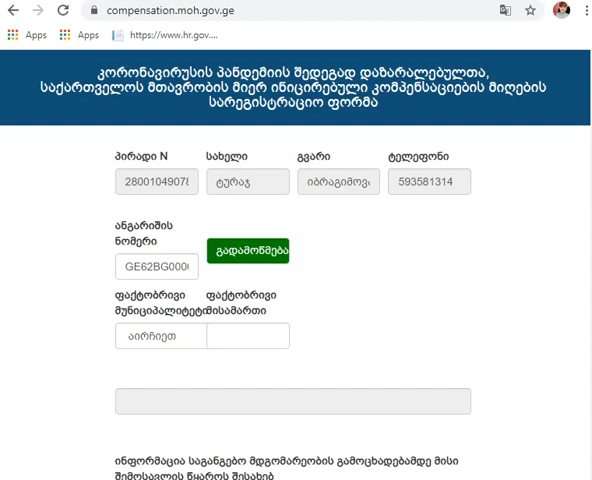 compensation.moh.gov.ge
Apps Apps https://www.hr.gov....
კორონავირუსის პანდემიის შედეგად დაზარალებულთა,
საქართველოს მთავრობის მიერ ინიცირებული კომპენსაციების მიღების
სარეგისტრაციო ფორმა
პირადი N სახელი გვარი ტელეფონი
28001049078 ტურაჯ იბრაგიმოვ 593581314
ანგარიშის
ნომერი
გადამოწმება
GE62BG000
ფაქტობრივი ფაქტობრივი
მუნიციპალიტეტი მისამართი
აირჩიეთ
ინფორმაცია საგანგებო მდგომარეობის გამოცხადებამდე მისი
შემოსავლის წყაროს შესახებ